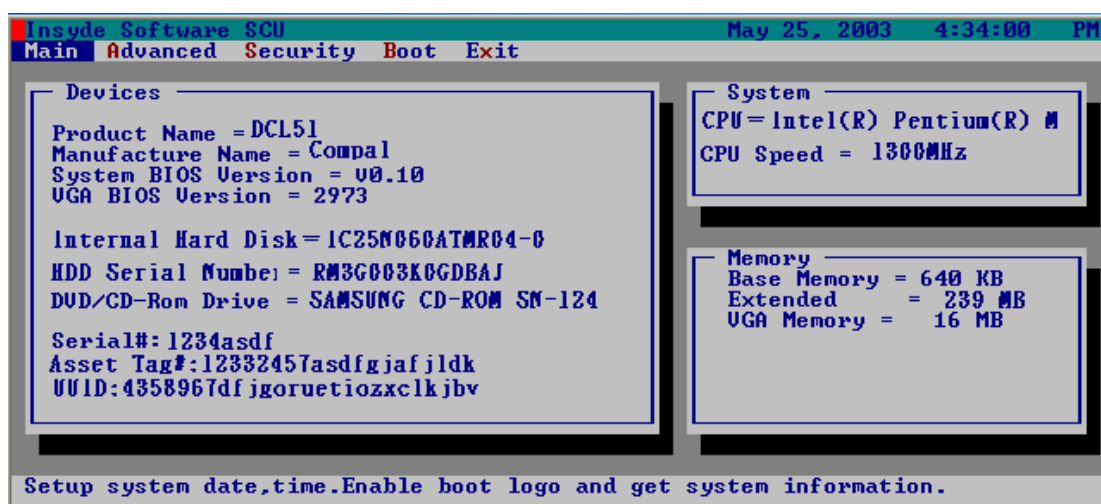 Insyde Software SCU May 25, 2003 4:34:00 PM
Main Advanced Security Boot Exit
Devices
Product Name = DCL51
Manufacture Name = Compal
System BIOS Version = V0.10
VGA BIOS Version = 2973
Internal Hard Disk = IC25N060ATMR04-0
HDD Serial Number = RM3G003K0GDBAJ
DVD/CD-Rom Drive = SAMSUNG CD-ROM SN-124
Serial#: 1234asdf
Asset Tag#:12332457asdfgjafjldk
UUID:4358967dfjgoruetiozxclkjbv
System
CPU = Intel(R) Pentium(R) M
CPU Speed = 1300MHz
Memory
Base Memory = 640 KB
Extended = 239 MB
VGA Memory = 16 MB
Setup system date,time.Enable boot logo and get system information.